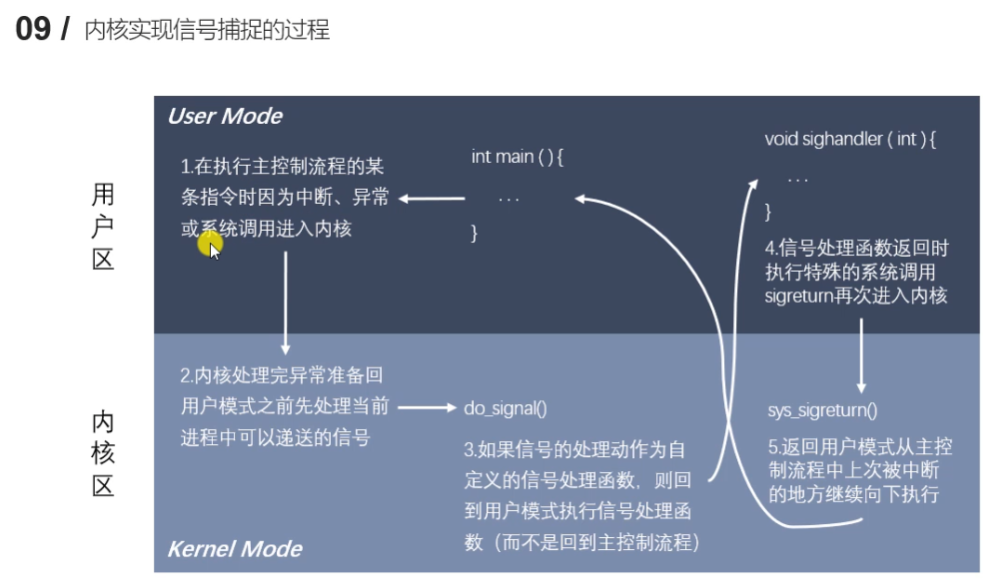 09 / 内核实现信号捕捉的过程
用户区
内核区
User Mode
1.在执行主控制流程的某
条指令时因为中断、异常
或系统调用进入内核
int main ( ) {
...
}
void sighandler ( int ) {
...
}
4.信号处理函数返回时
执行特殊的系统调用
sigreturn再次进入内核
2.内核处理完异常准备回
用户模式之前先处理当前
进程中可以递送的信号
do_signal()
3.如果信号的处理动作为自
定义的信号处理函数，则回
到用户模式执行信号处理函
数（而不是回到主控制流程）
sys_sigreturn()
5.返回用户模式从主控
制流程中上次被中断
的地方继续向下执行
Kernel Mode